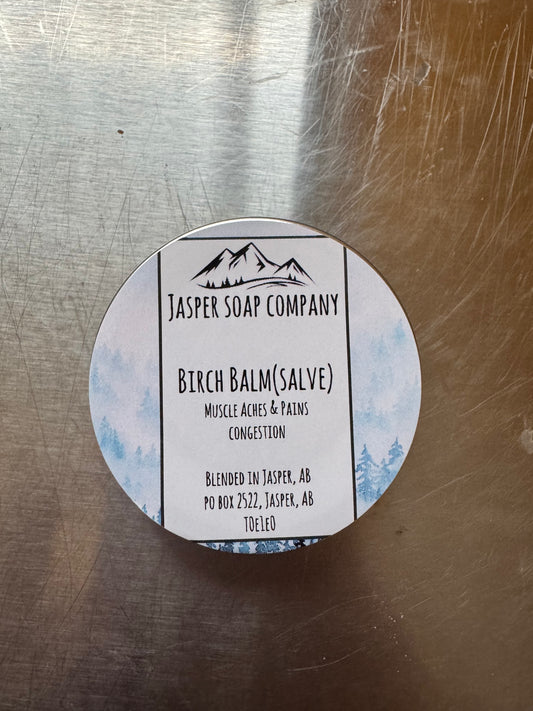 JASPER SOAP COMPANY
BIRCH BALM(SALVE)
MUSCLE ACHES & PAINS
CONGESTION
BLENDED IN JASPER, AB
PO BOX 2522, JASPER, AB
T0E1E0